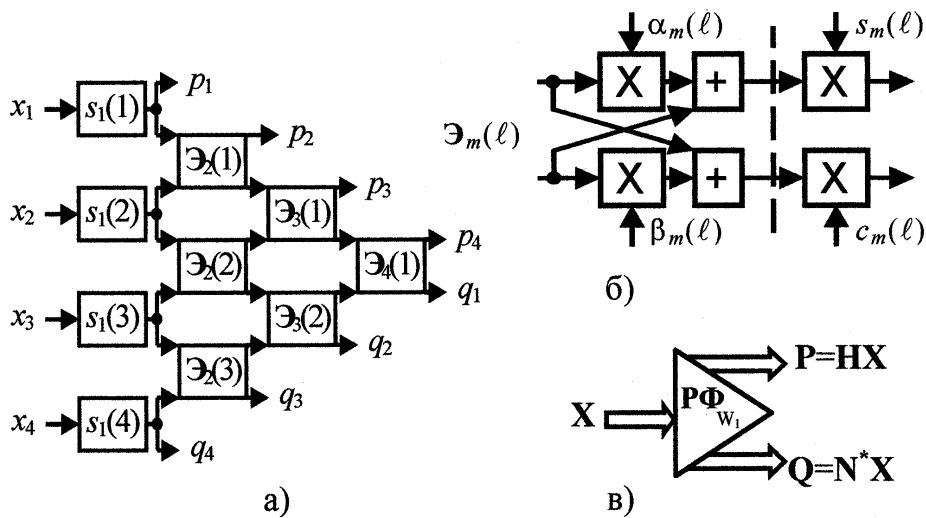 x₁ s₁(1) p₁
Э₂(1) p₂
x₂ s₁(2) Э₃(1) p₃
Э₂(2) Э₄(1) p₄
q₁
x₃ s₁(3) Э₃(2)
q₂
Э₂(3)
q₃
x₄ s₁(4)
q₄
а)
αₘ(ℓ) sₘ(ℓ)
X + X
Эₘ(ℓ)
X + X
βₘ(ℓ) cₘ(ℓ)
б)
P=HX
X РФ_W₁
Q=N*X
в)